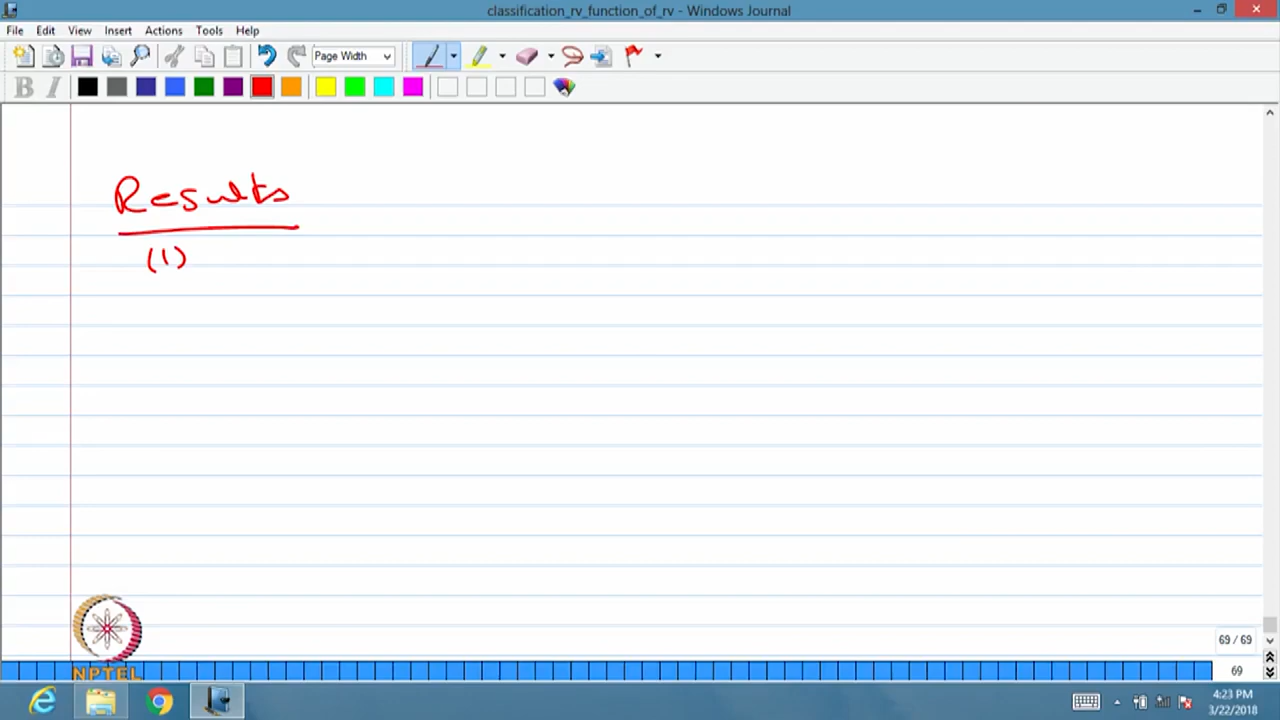 classification_rv_function_of_rv - Windows Journal
File Edit View Insert Actions Tools Help
Page Width
B I
Results
(1)
69 / 69
NPTEL
69
4:23 PM
3/22/2018